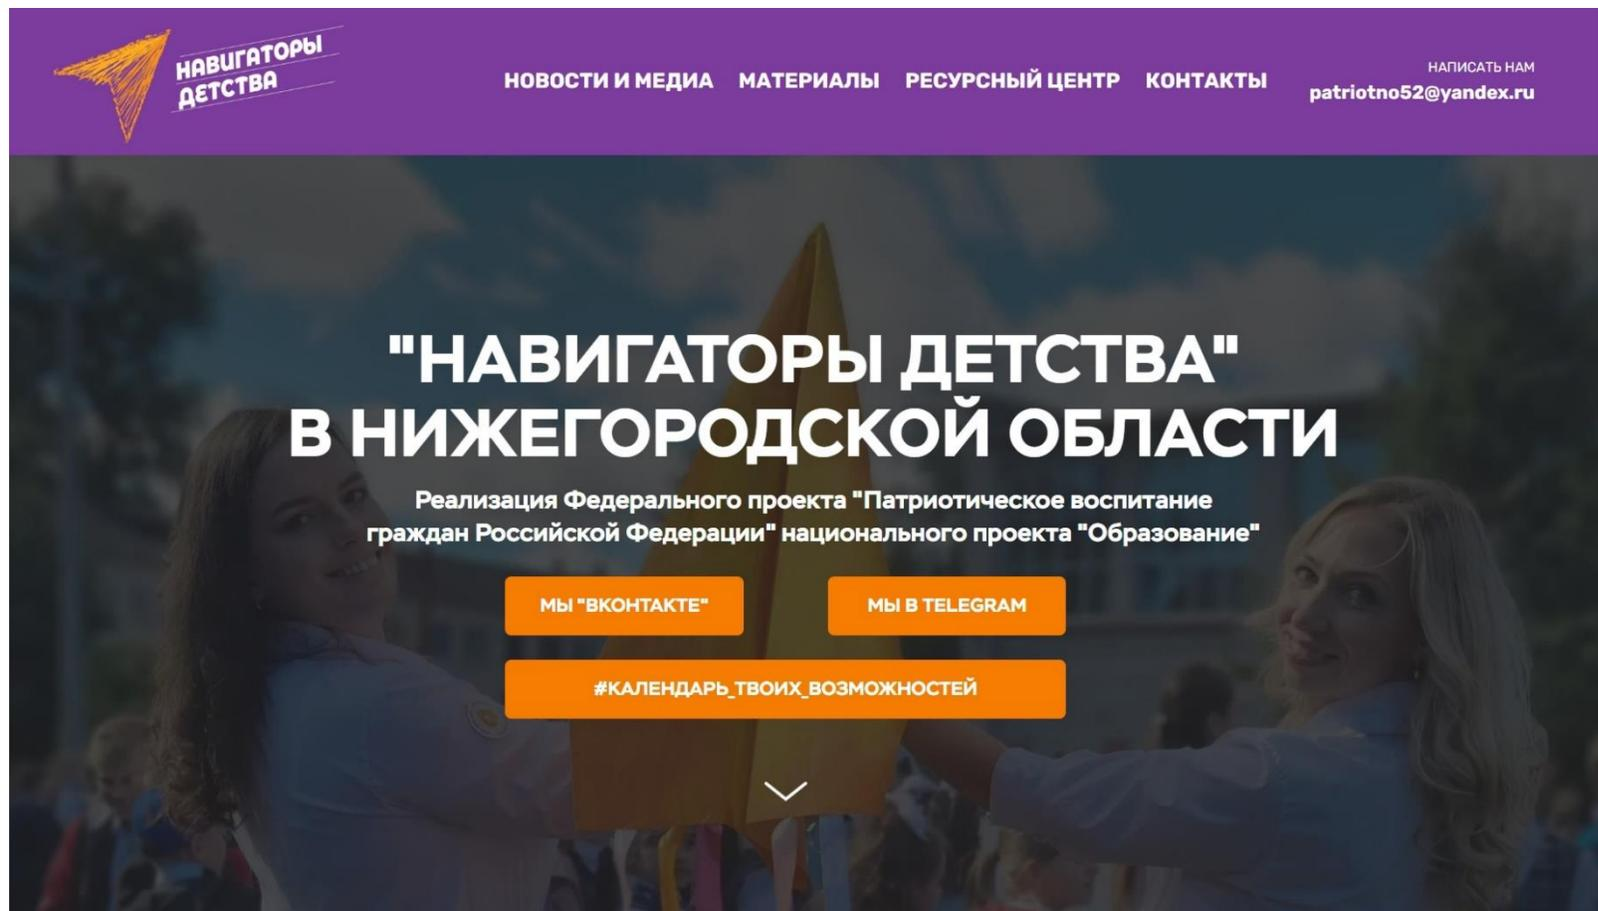 НАВИГАТОРЫ
ДЕТСТВА
НОВОСТИ И МЕДИА МАТЕРИАЛЫ РЕСУРСНЫЙ ЦЕНТР КОНТАКТЫ
НАПИСАТЬ НАМ
patriotno52@yandex.ru
"НАВИГАТОРЫ ДЕТСТВА"
В НИЖЕГОРОДСКОЙ ОБЛАСТИ
Реализация Федерального проекта "Патриотическое воспитание
граждан Российской Федерации" национального проекта "Образование"
МЫ "ВКОНТАКТЕ" МЫ В TELEGRAM
#КАЛЕНДАРЬ_ТВОИХ_ВОЗМОЖНОСТЕЙ